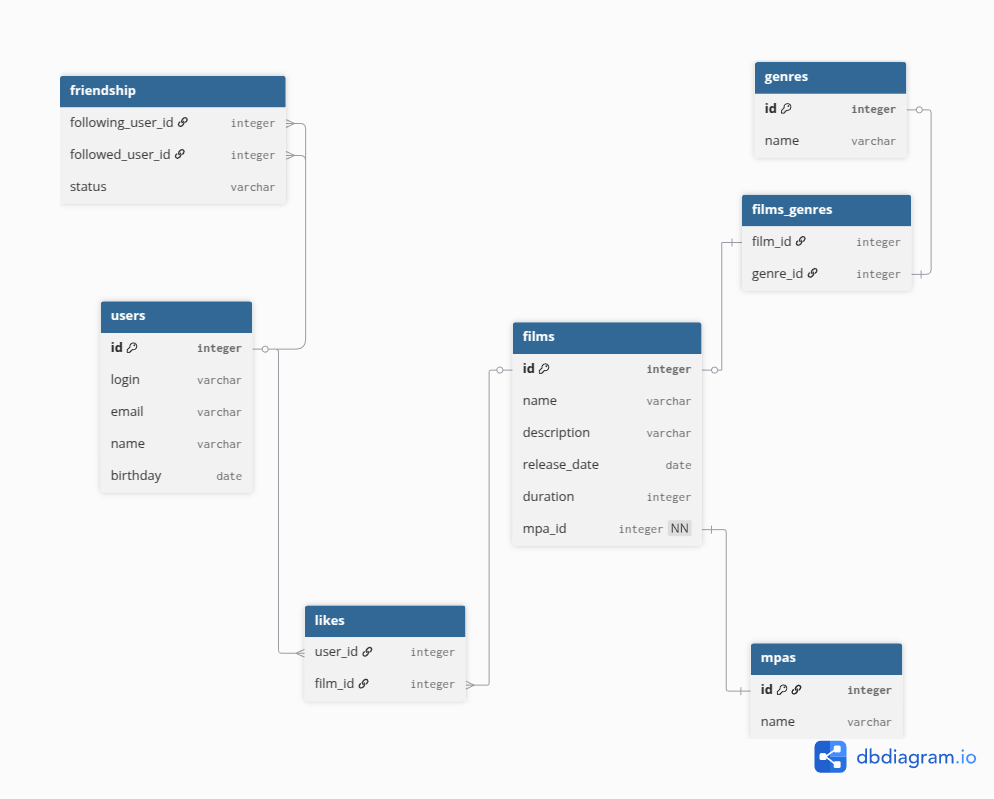 friendship
following_user_id integer
followed_user_id integer
status varchar
genres
id integer
name varchar
films_genres
film_id integer
genre_id integer
users
id integer
login varchar
email varchar
name varchar
birthday date
films
id integer
name varchar
description varchar
release_date date
duration integer
mpa_id integer NN
likes
user_id integer
film_id integer
mpas
id integer
name varchar
dbdiagram.io